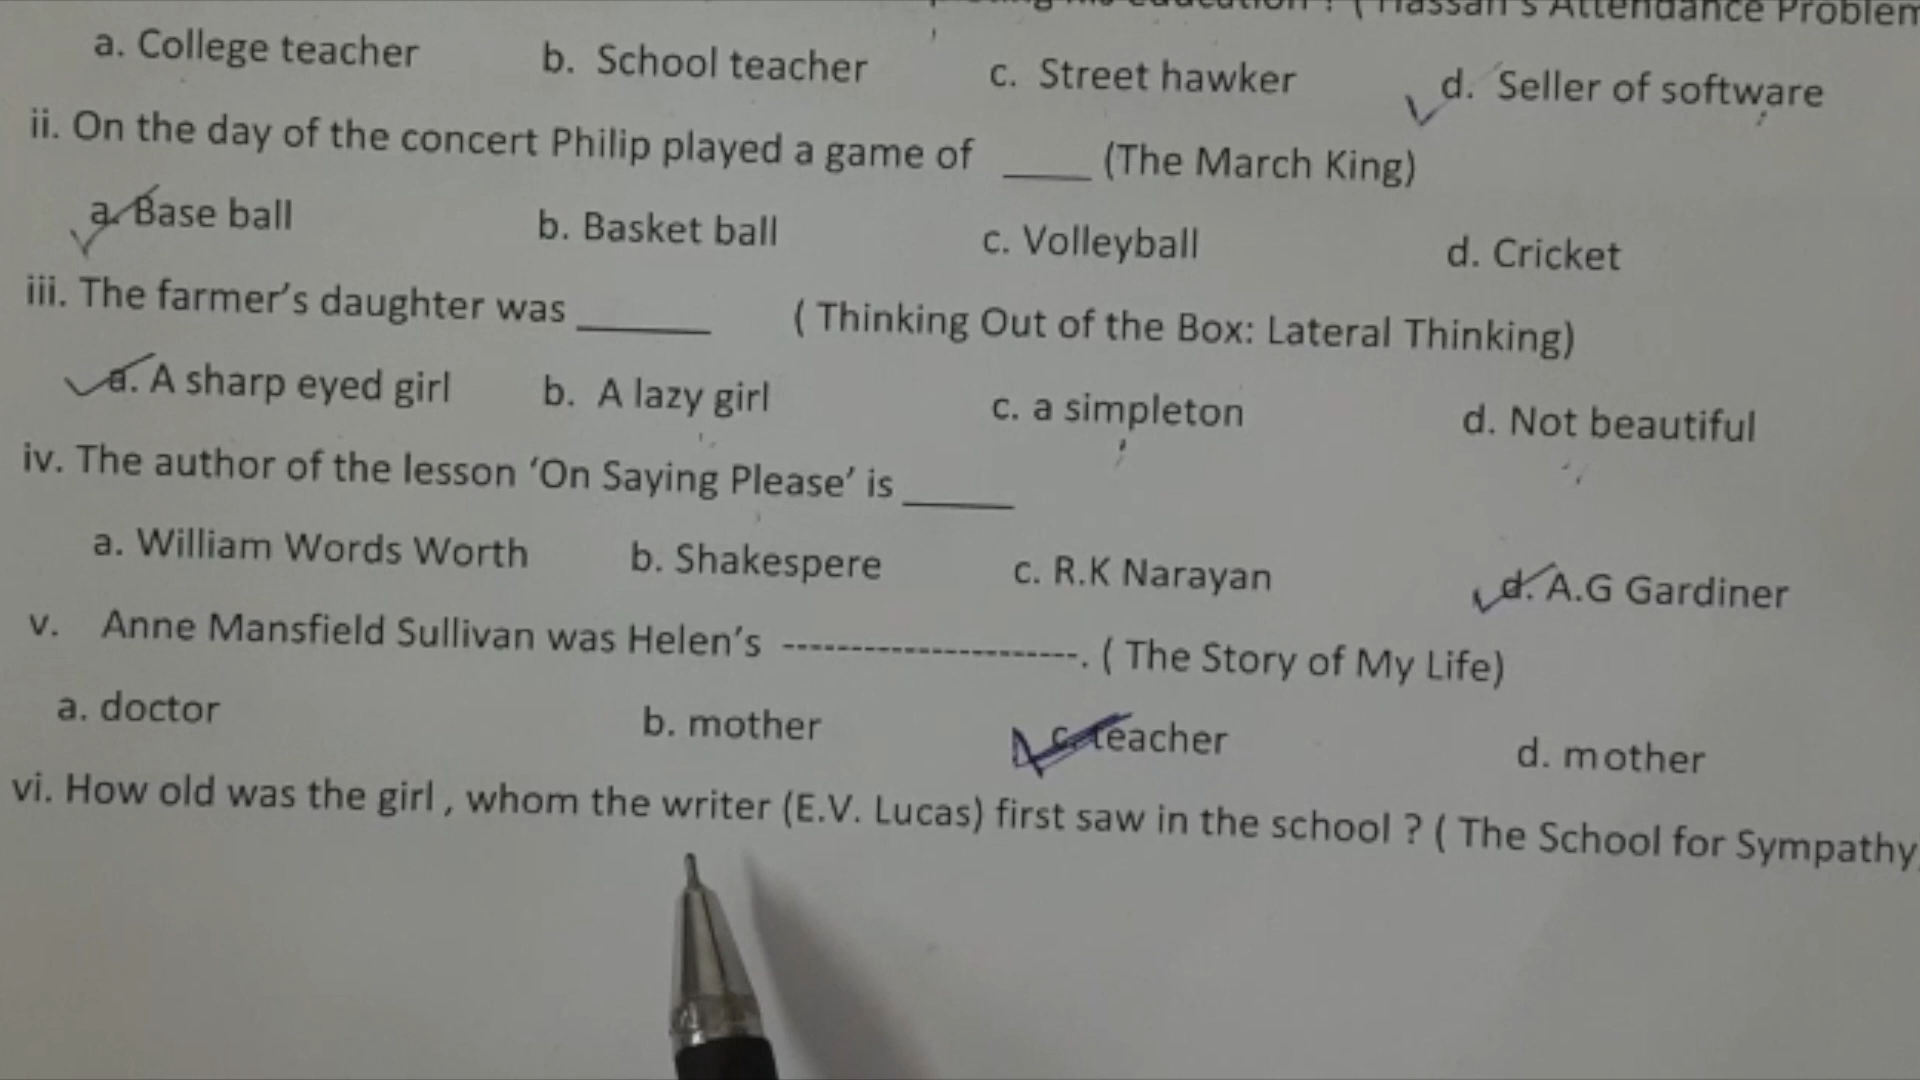 education ? ( Hassan's Attendance Problem
a. College teacher b. School teacher c. Street hawker d. Seller of software
ii. On the day of the concert Philip played a game of ____ (The March King)
a. Base ball b. Basket ball c. Volleyball d. Cricket
iii. The farmer's daughter was ______ ( Thinking Out of the Box: Lateral Thinking)
a. A sharp eyed girl b. A lazy girl c. a simpleton d. Not beautiful
iv. The author of the lesson ‘On Saying Please’ is _____
a. William Words Worth b. Shakespere c. R.K Narayan d. A.G Gardiner
v. Anne Mansfield Sullivan was Helen's ----------------------. ( The Story of My Life)
a. doctor b. mother c. teacher d. mother
vi. How old was the girl , whom the writer (E.V. Lucas) first saw in the school ? ( The School for Sympathy